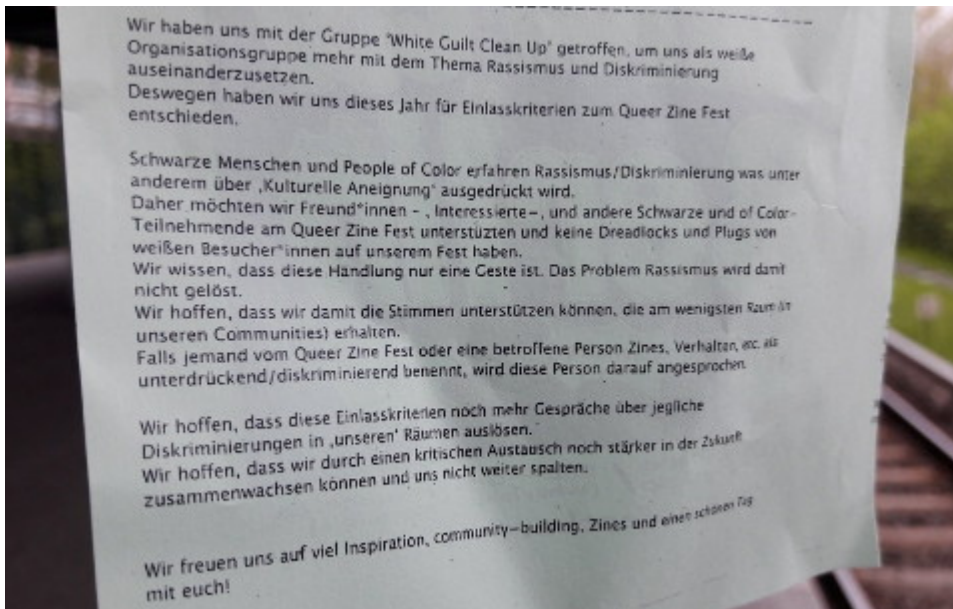 Wir haben uns mit der Gruppe "White Guilt Clean Up" getroffen, um uns als weiße
Organisationsgruppe mehr mit dem Thema Rassismus und Diskriminierung
auseinanderzusetzen.
Deswegen haben wir uns dieses Jahr für Einlasskriterien zum Queer Zine Fest
entschieden.
Schwarze Menschen und People of Color erfahren Rassismus/Diskriminierung was unter
anderem über ‚Kulturelle Aneignung' ausgedrückt wird.
Daher möchten wir Freund*innen - , Interessierte-, und andere Schwarze und of Color-
Teilnehmende am Queer Zine Fest unterstüzten und keine Dreadlocks und Plugs von
weißen Besucher*innen auf unserem Fest haben.
Wir wissen, dass diese Handlung nur eine Geste ist. Das Problem Rassismus wird damit
nicht gelöst.
Wir hoffen, dass wir damit die Stimmen unterstützen können, die am wenigsten Raum (in
unseren Communities) erhalten.
Falls jemand vom Queer Zine Fest oder eine betroffene Person Zines, Verhalten, etc. als
unterdrückend/diskriminierend benennt, wird diese Person darauf angesprochen.
Wir hoffen, dass diese Einlasskriterien noch mehr Gespräche über jegliche
Diskriminierungen in ‚unseren' Räumen auslösen.
Wir hoffen, dass wir durch einen kritischen Austausch noch stärker in der Zukunft
zusammenwachsen können und uns nicht weiter spalten.
Wir freuen uns auf viel Inspiration, community-building, Zines und einen schönen Tag
mit euch!